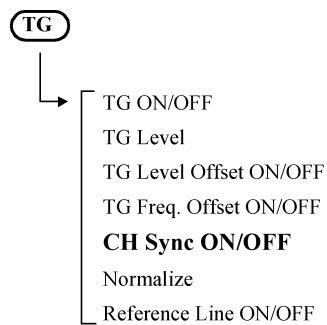 TG
TG ON/OFF
TG Level
TG Level Offset ON/OFF
TG Freq. Offset ON/OFF
CH Sync ON/OFF
Normalize
Reference Line ON/OFF